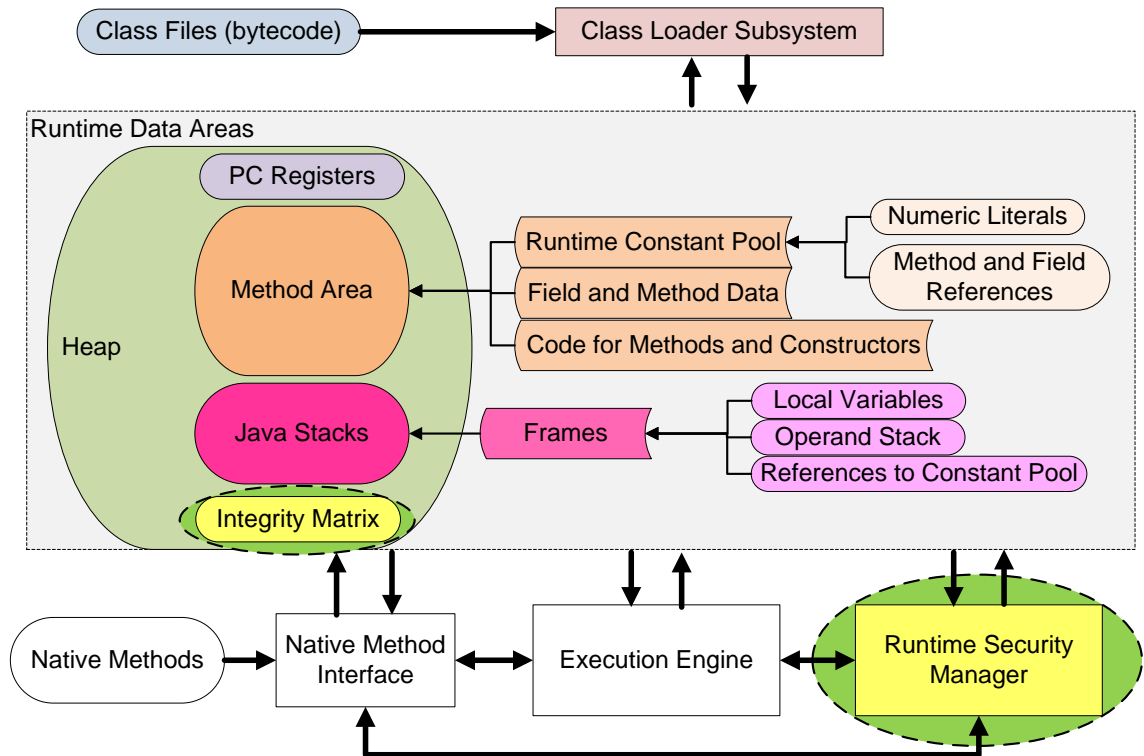 Class Files (bytecode)
Class Loader Subsystem
Runtime Data Areas
PC Registers
Method Area
Heap
Java Stacks
Integrity Matrix
Runtime Constant Pool
Field and Method Data
Code for Methods and Constructors
Numeric Literals
Method and Field
References
Frames
Local Variables
Operand Stack
References to Constant Pool
Native Methods
Native Method
Interface
Execution Engine
Runtime Security
Manager